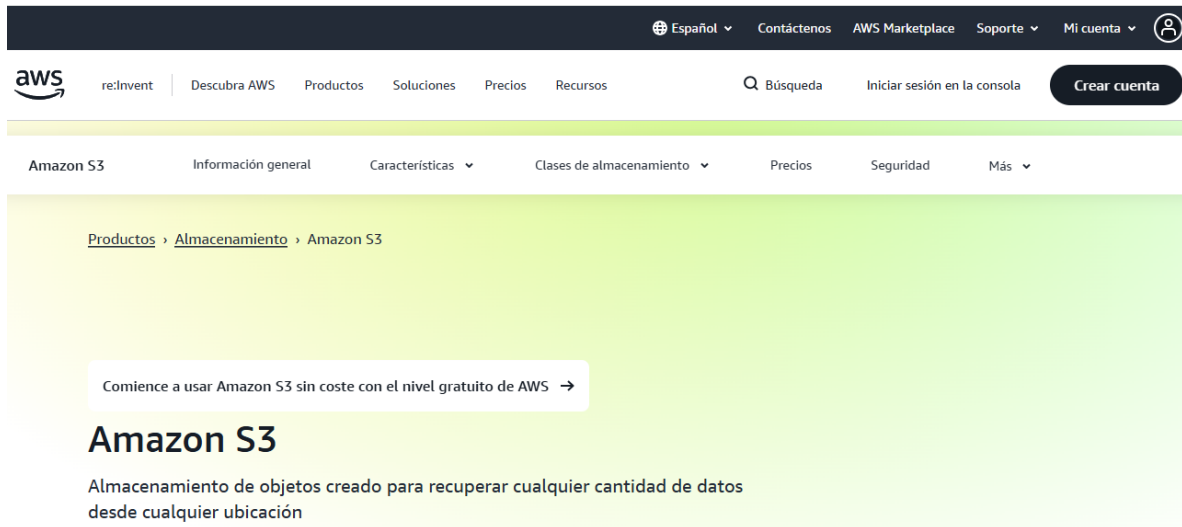 Español Contáctenos AWS Marketplace Soporte Mi cuenta
aws re:Invent Descubra AWS Productos Soluciones Precios Recursos Búsqueda Iniciar sesión en la consola Crear cuenta
Amazon S3 Información general Características Clases de almacenamiento Precios Seguridad Más
Productos › Almacenamiento › Amazon S3
Comience a usar Amazon S3 sin coste con el nivel gratuito de AWS →
Amazon S3
Almacenamiento de objetos creado para recuperar cualquier cantidad de datos
desde cualquier ubicación